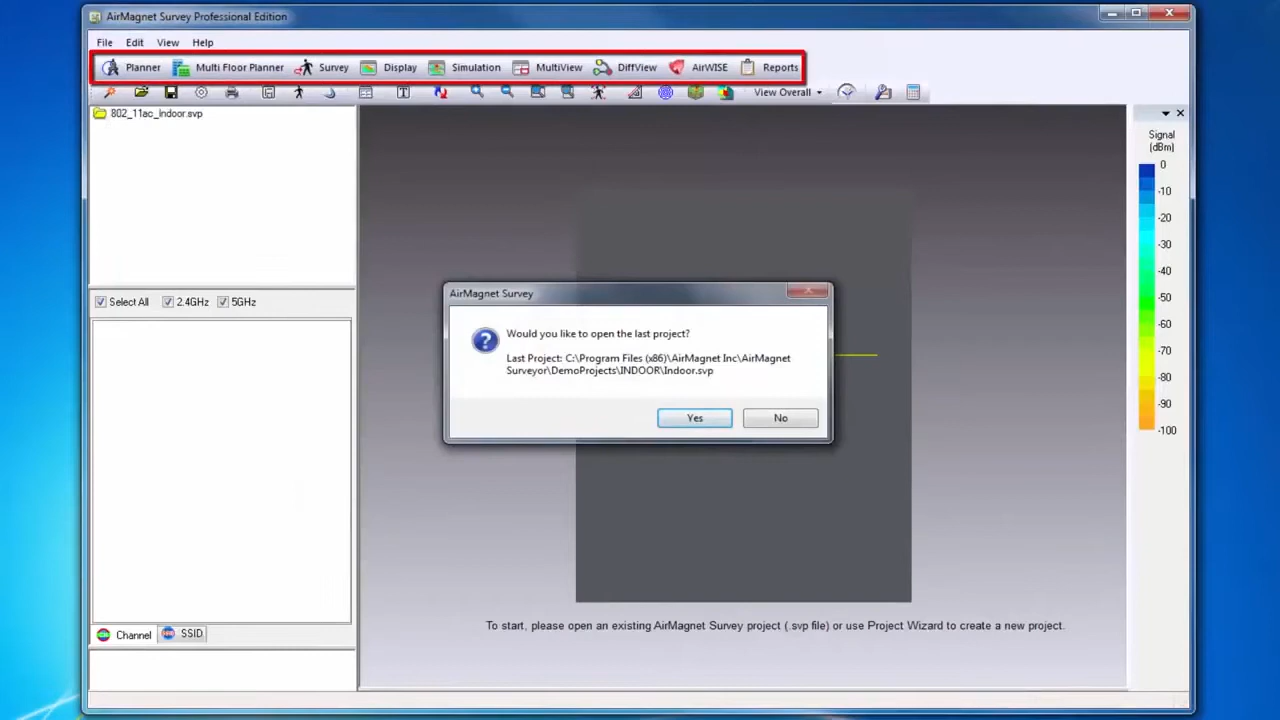 AirMagnet Survey Professional Edition
File Edit View Help
Planner Multi Floor Planner Survey Display Simulation MultiView DiffView AirWISE Reports
View Overall
802_11ac_Indoor.svp
Signal
(dBm)
0
-10
-20
-30
-40
-50
-60
-70
-80
-90
-100
Select All 2.4GHz 5GHz
AirMagnet Survey
Would you like to open the last project?
Last Project: C:\Program Files (x86)\AirMagnet Inc\AirMagnet
Surveyor\DemoProjects\INDOOR\Indoor.svp
Yes No
To start, please open an existing AirMagnet Survey project (.svp file) or use Project Wizard to create a new project.
Channel SSID